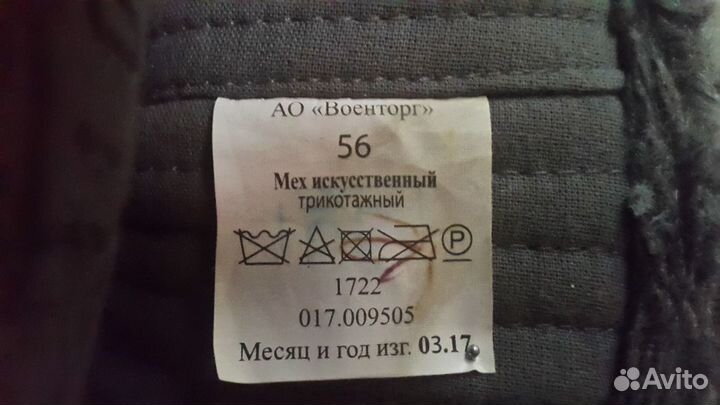 АО «Военторг»
56
Мех искусственный
трикотажный
P
1722
017.009505
Месяц и год изг. 03.17
Avito